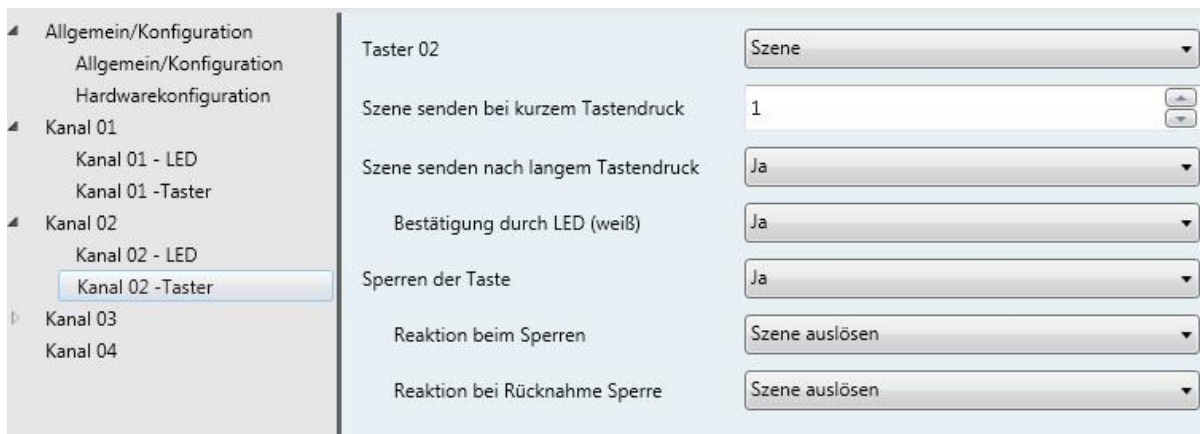 Allgemein/Konfiguration
Allgemein/Konfiguration
Hardwarekonfiguration
Kanal 01
Kanal 01 - LED
Kanal 01 -Taster
Kanal 02
Kanal 02 - LED
Kanal 02 -Taster
Kanal 03
Kanal 04
Taster 02
Szene
Szene senden bei kurzem Tastendruck
1
Szene senden nach langem Tastendruck
Ja
Bestätigung durch LED (weiß)
Ja
Sperren der Taste
Ja
Reaktion beim Sperren
Szene auslösen
Reaktion bei Rücknahme Sperre
Szene auslösen